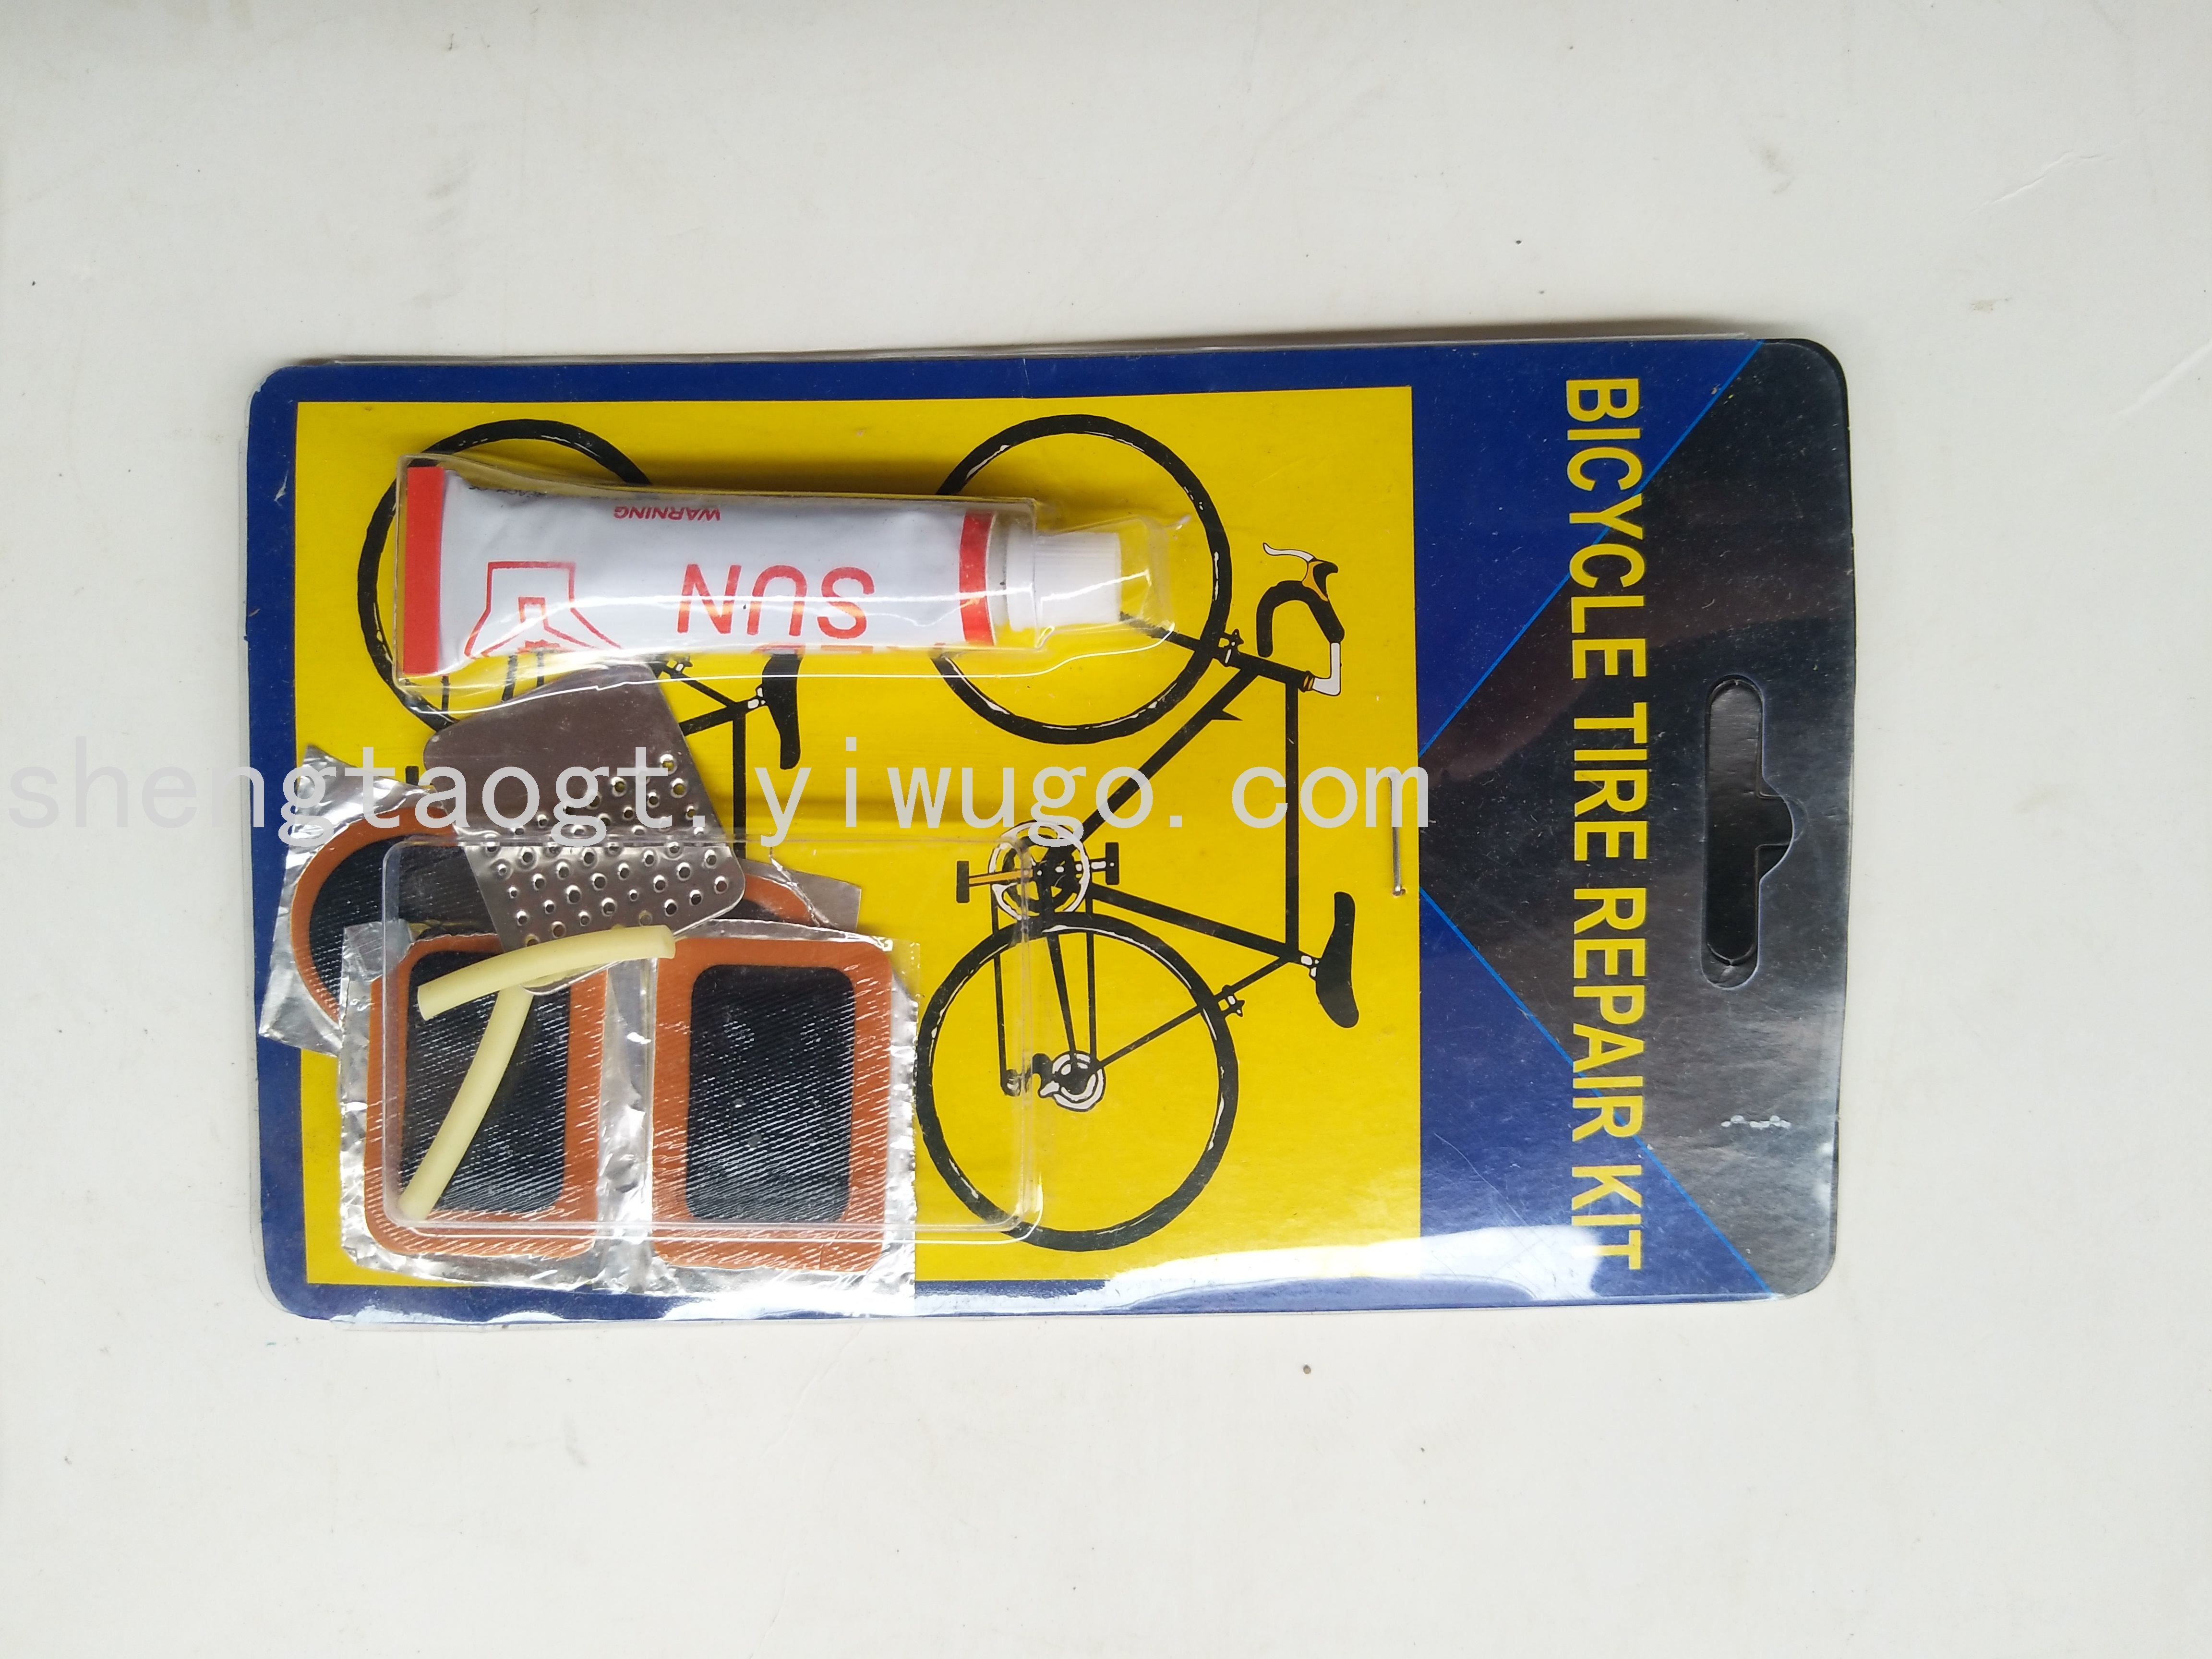 BICYCLE TIRE REPAIR KIT
WARNING
SUN
shengtaogt.yiwugo.com